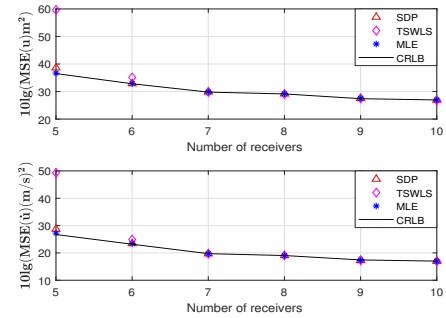 60
50
40
30
20
10lg(MSE(u)m²)
5 6 7 8 9 10
Number of receivers
SDP
TSWLS
MLE
CRLB
50
40
30
20
10
10lg(MSE(u̇)(m/s)²)
5 6 7 8 9 10
Number of receivers
SDP
TSWLS
MLE
CRLB